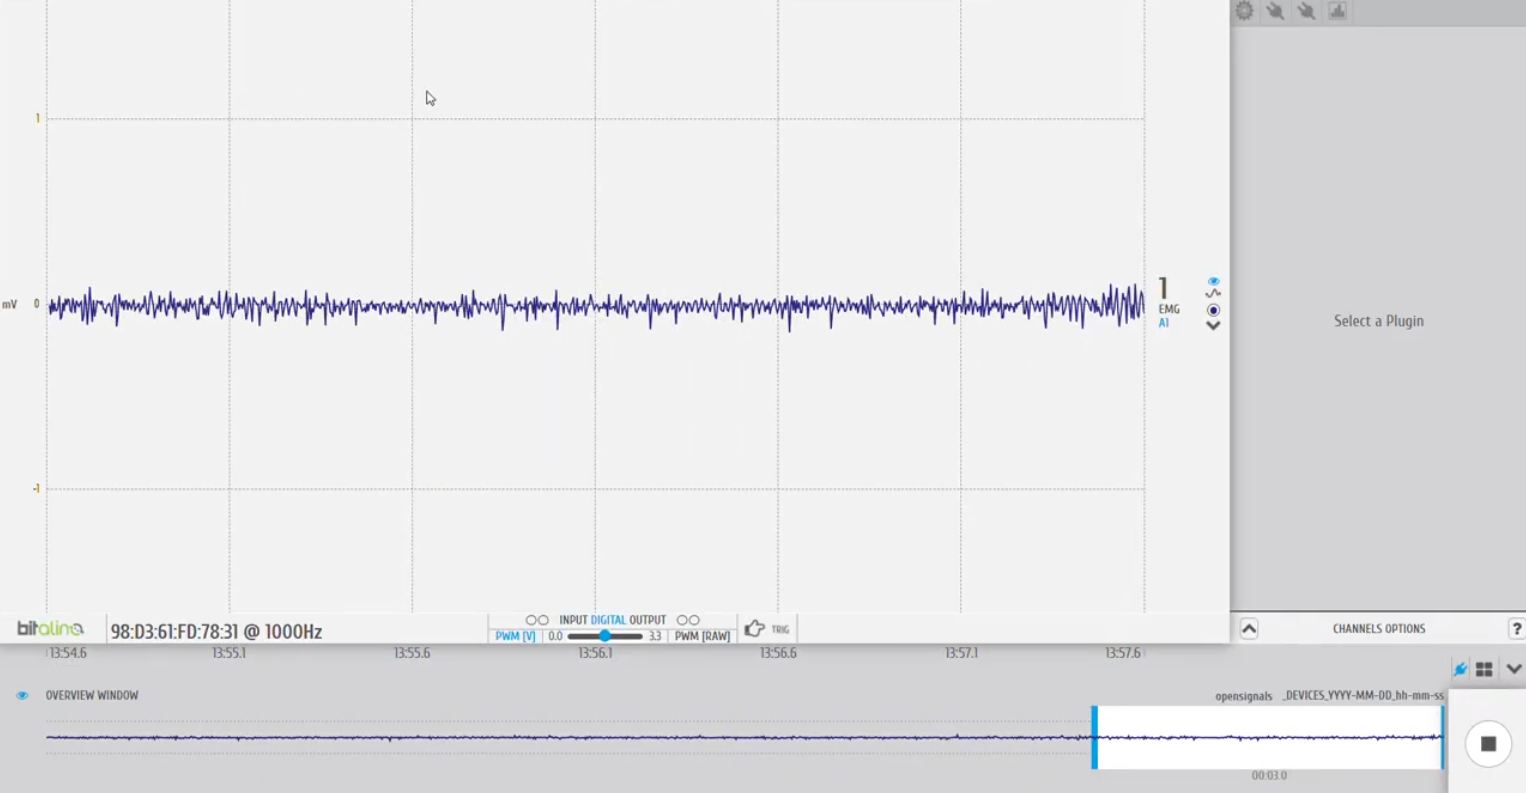 1
mV 0
1
EMG
A1
Select a Plugin
-1
bitalino 98:D3:61:FD:78:31 @ 1000Hz
INPUT DIGITAL OUTPUT
PWM [V] 0.0 3.3 PWM [RAW]
TRIG
CHANNELS OPTIONS ?
13:54.6 13:55.1 13:55.6 13:56.1 13:56.6 13:57.1 13:57.6
OVERVIEW WINDOW
opensignals _DEVICES_YYYY-MM-DD_hh-mm-ss
00:03.0